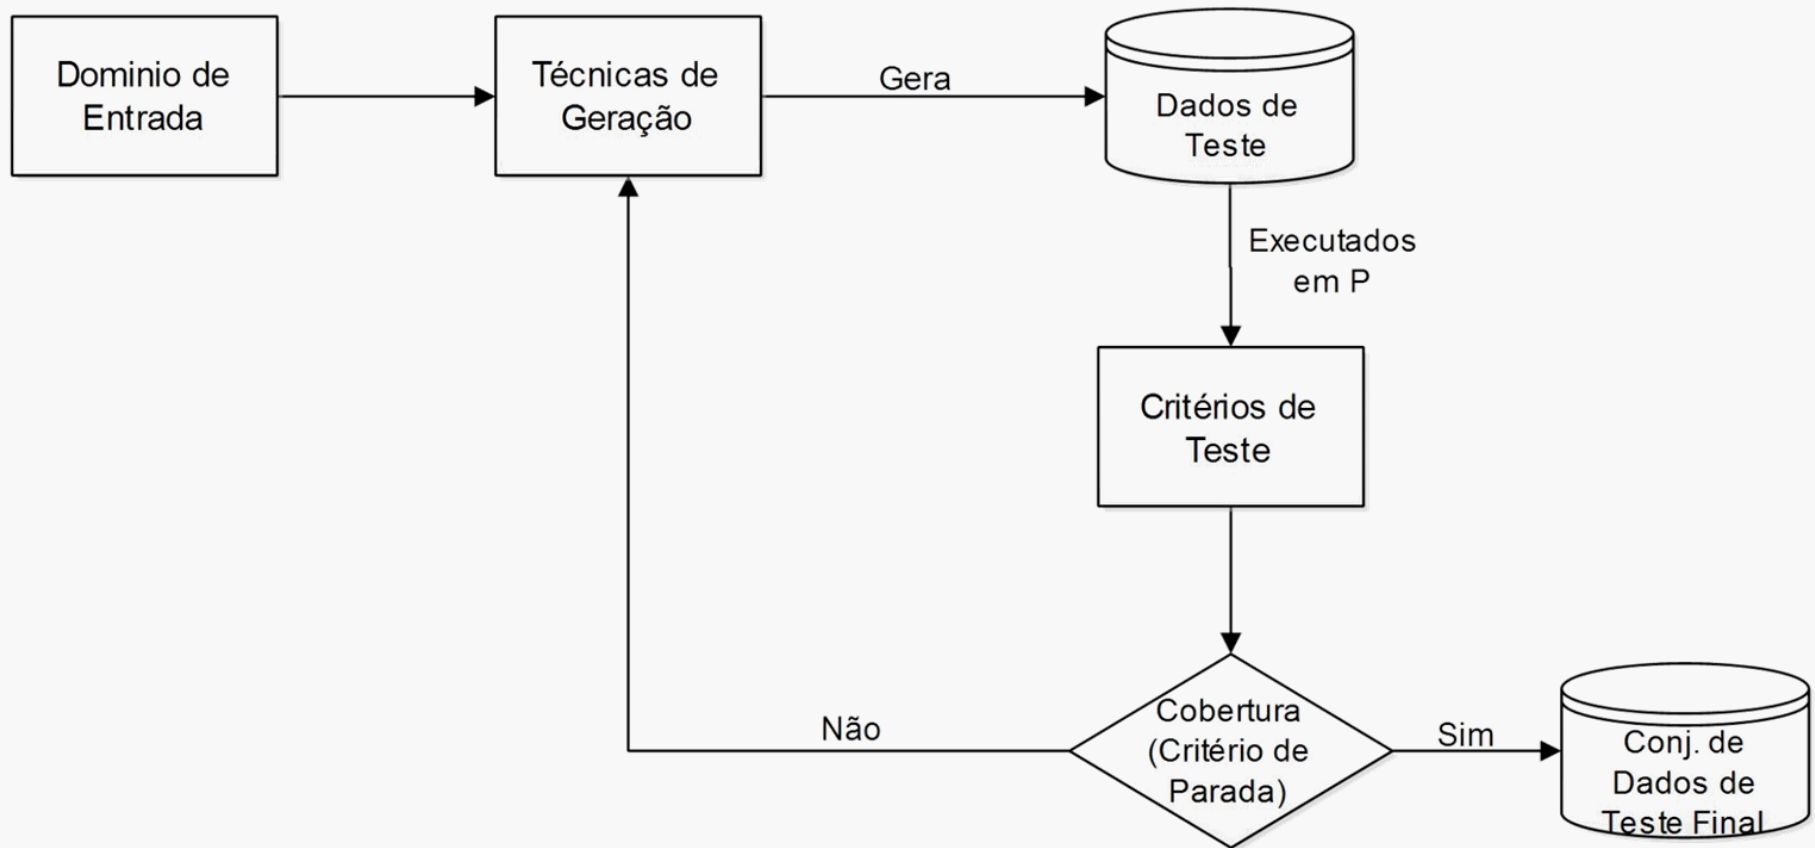 Dominio de
Entrada
Técnicas de
Geração
Gera
Dados de
Teste
Executados
em P
Critérios de
Teste
Cobertura
(Critério de
Parada)
Não
Sim
Conj. de
Dados de
Teste Final